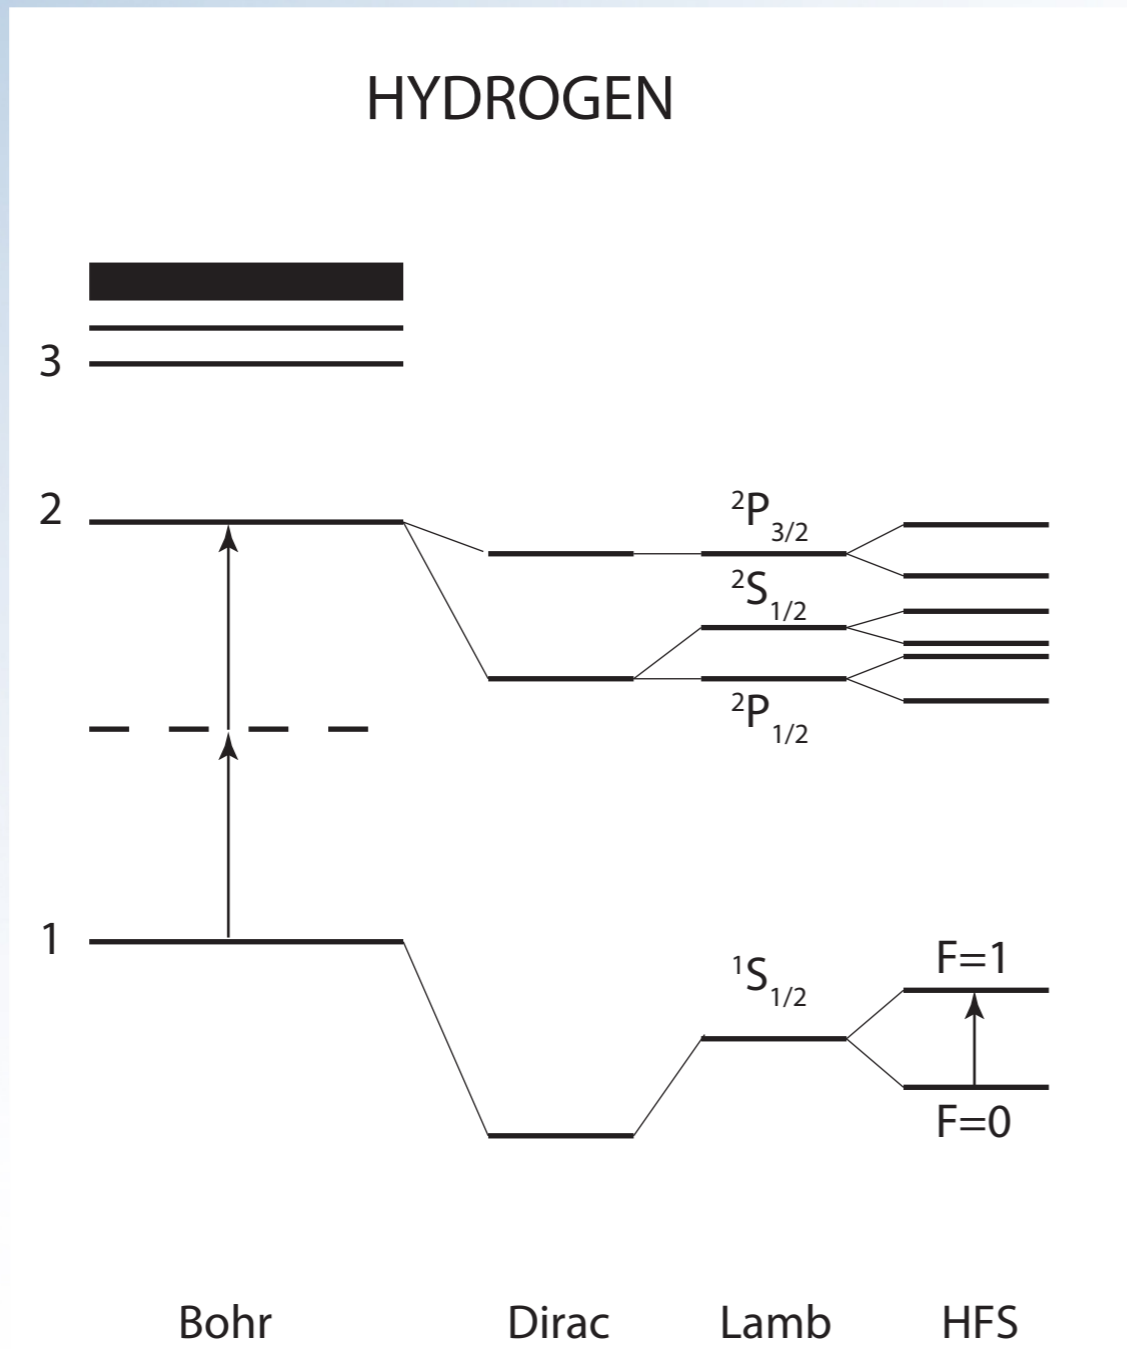 HYDROGEN
3
2
²P₃/₂
²S₁/₂
²P₁/₂
1
F=1
¹S₁/₂
F=0
Bohr Dirac Lamb HFS